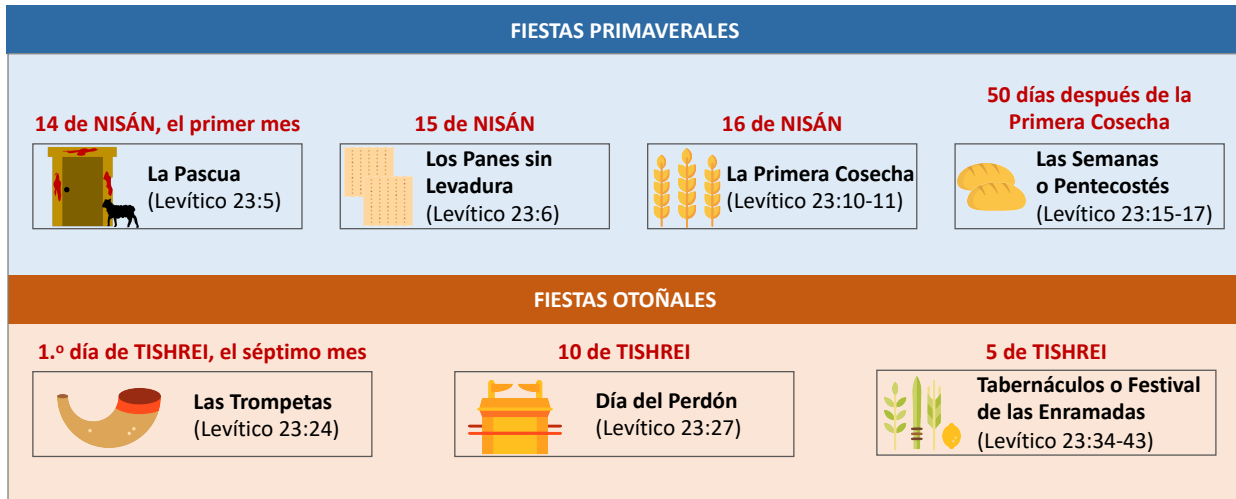 FIESTAS PRIMAVERALES
14 de NISÁN, el primer mes
La Pascua
(Levítico 23:5)
15 de NISÁN
Los Panes sin
Levadura
(Levítico 23:6)
16 de NISÁN
La Primera Cosecha
(Levítico 23:10-11)
50 días después de la
Primera Cosecha
Las Semanas
o Pentecostés
(Levítico 23:15-17)
FIESTAS OTOÑALES
1.º día de TISHREI, el séptimo mes
Las Trompetas
(Levítico 23:24)
10 de TISHREI
Día del Perdón
(Levítico 23:27)
5 de TISHREI
Tabernáculos o Festival
de las Enramadas
(Levítico 23:34-43)